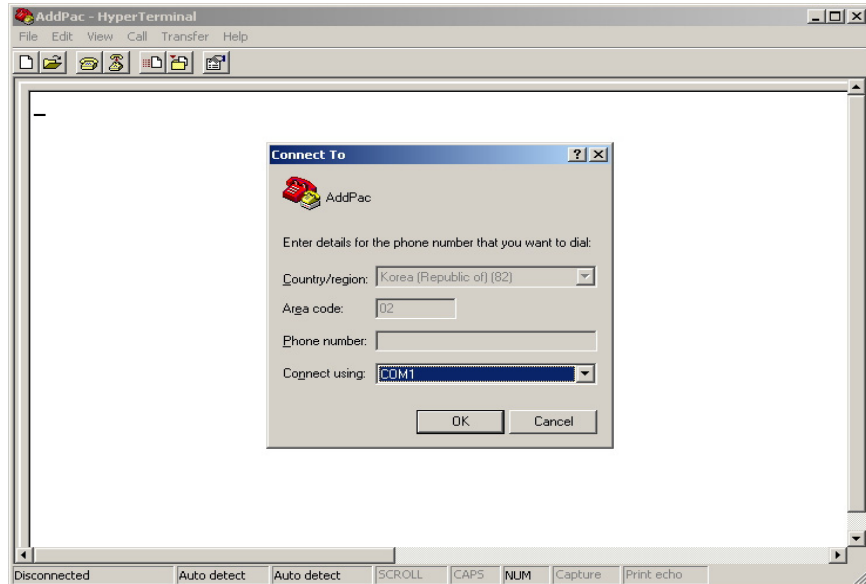 AddPac - HyperTerminal
File Edit View Call Transfer Help
Connect To
AddPac
Enter details for the phone number that you want to dial:
Country/region: Korea (Republic of) (82)
Area code: 02
Phone number:
Connect using: COM1
OK Cancel
Disconnected Auto detect Auto detect SCROLL CAPS NUM Capture Print echo